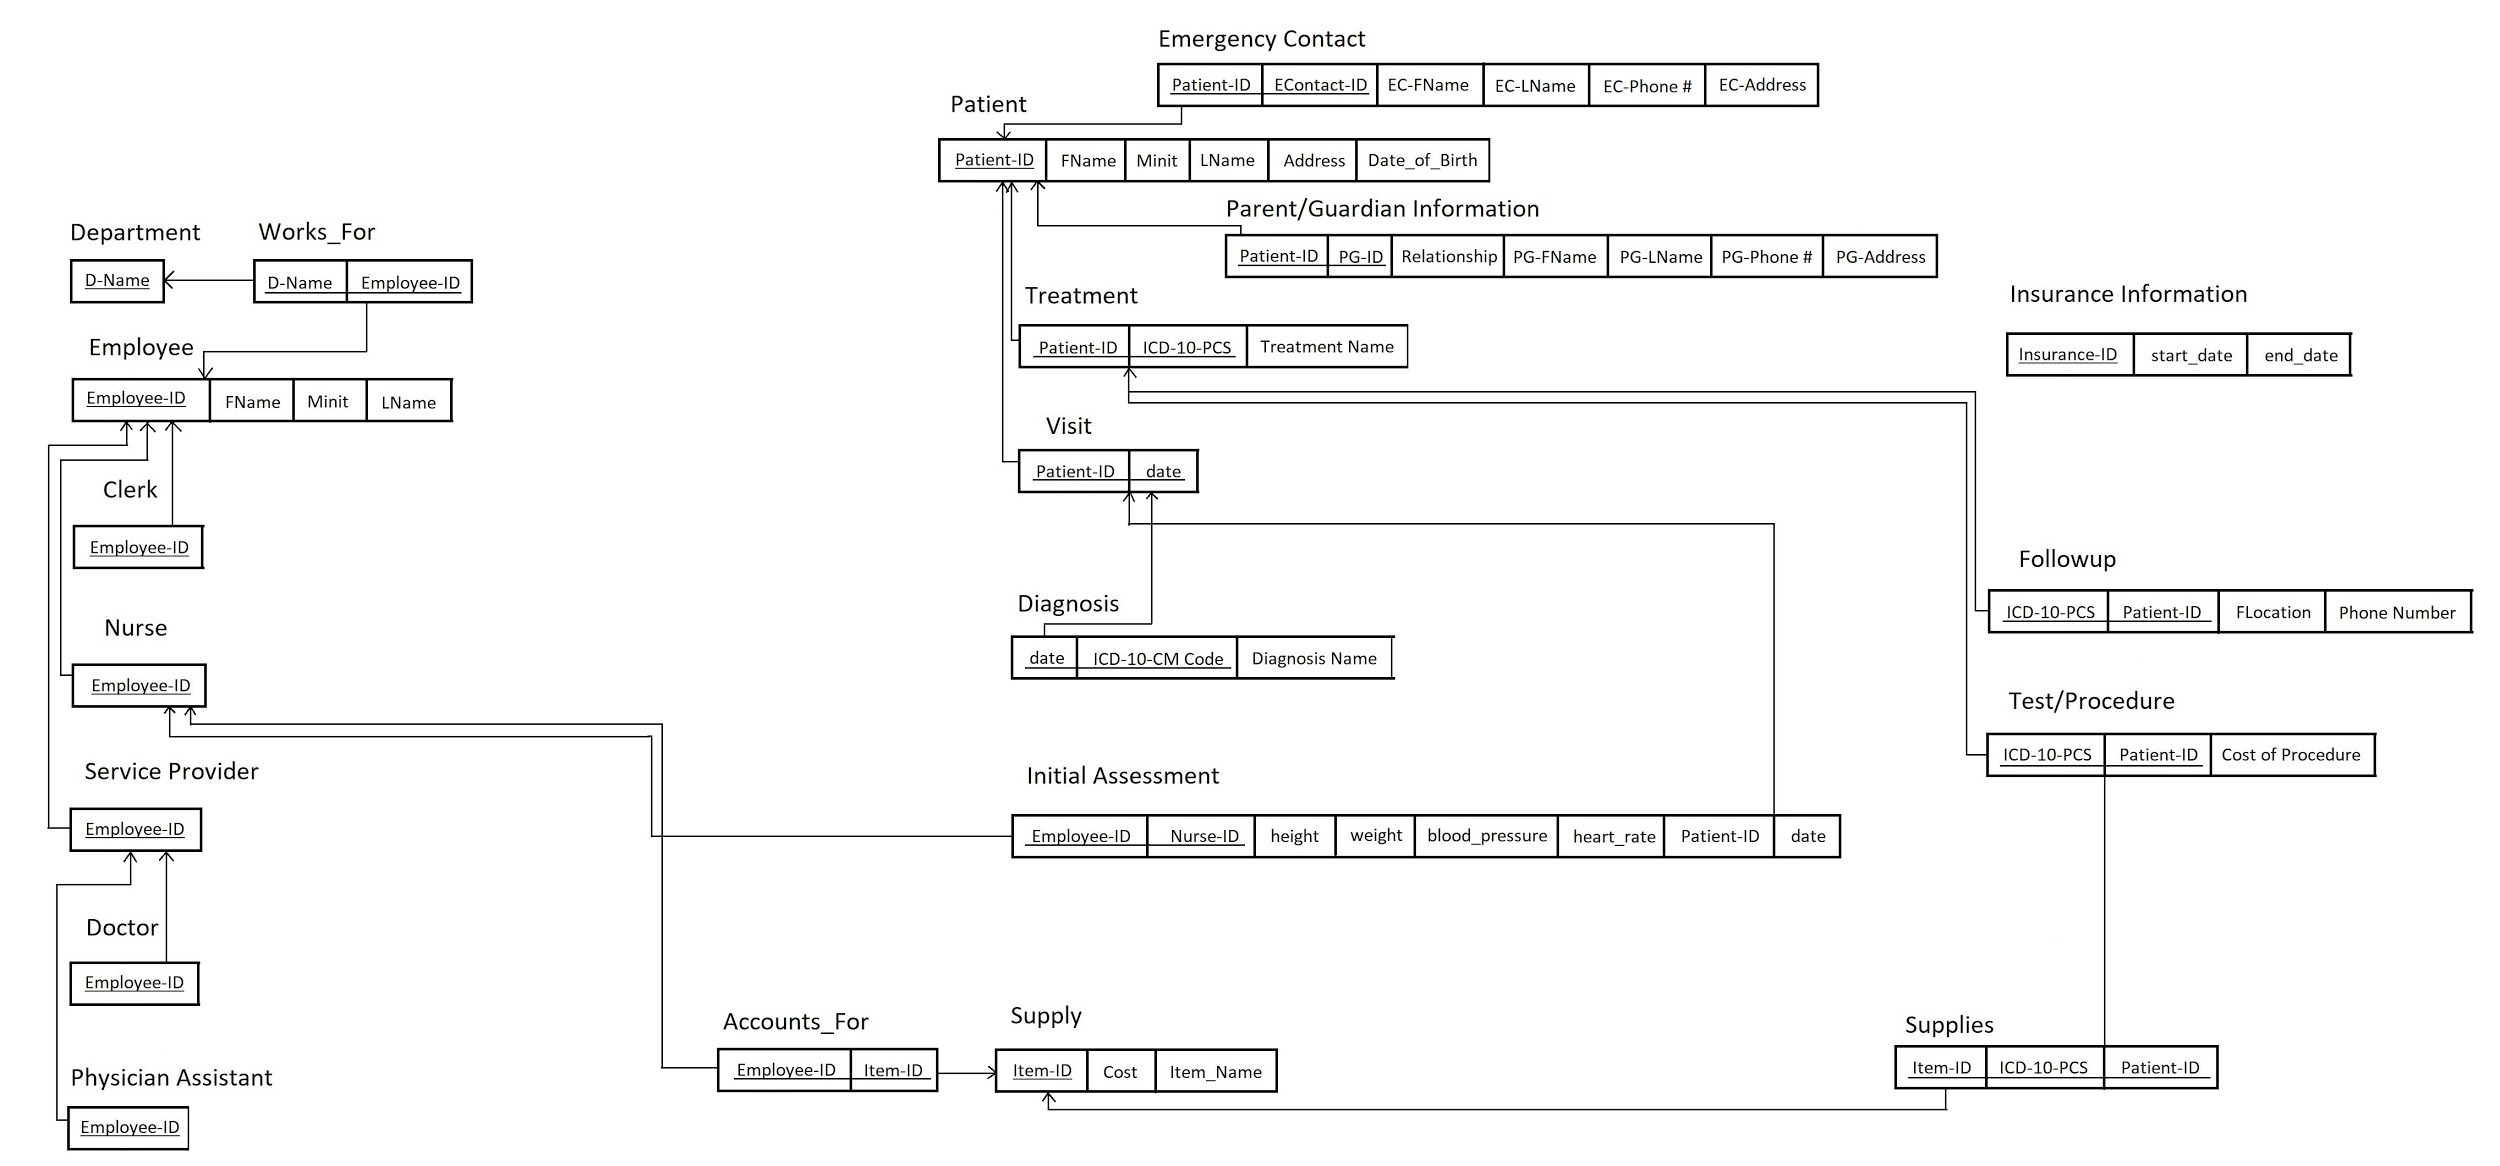 Emergency Contact
Patient-ID EContact-ID EC-FName EC-LName EC-Phone # EC-Address
Patient
Patient-ID FName Minit LName Address Date_of_Birth
Parent/Guardian Information
Patient-ID PG-ID Relationship PG-FName PG-LName PG-Phone # PG-Address
Department
D-Name
Works_For
D-Name Employee-ID
Employee
Employee-ID FName Minit LName
Clerk
Employee-ID
Nurse
Employee-ID
Service Provider
Employee-ID
Doctor
Employee-ID
Physician Assistant
Employee-ID
Treatment
Patient-ID ICD-10-PCS Treatment Name
Visit
Patient-ID date
Diagnosis
date ICD-10-CM Code Diagnosis Name
Initial Assessment
Employee-ID Nurse-ID height weight blood_pressure heart_rate Patient-ID date
Accounts_For
Employee-ID Item-ID
Supply
Item-ID Cost Item_Name
Insurance Information
Insurance-ID start_date end_date
Followup
ICD-10-PCS Patient-ID FLocation Phone Number
Test/Procedure
ICD-10-PCS Patient-ID Cost of Procedure
Supplies
Item-ID ICD-10-PCS Patient-ID